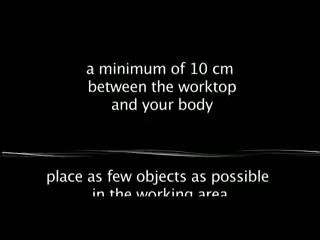 a minimum of 10 cm
between the worktop
and your body
place as few objects as possible
in the working area